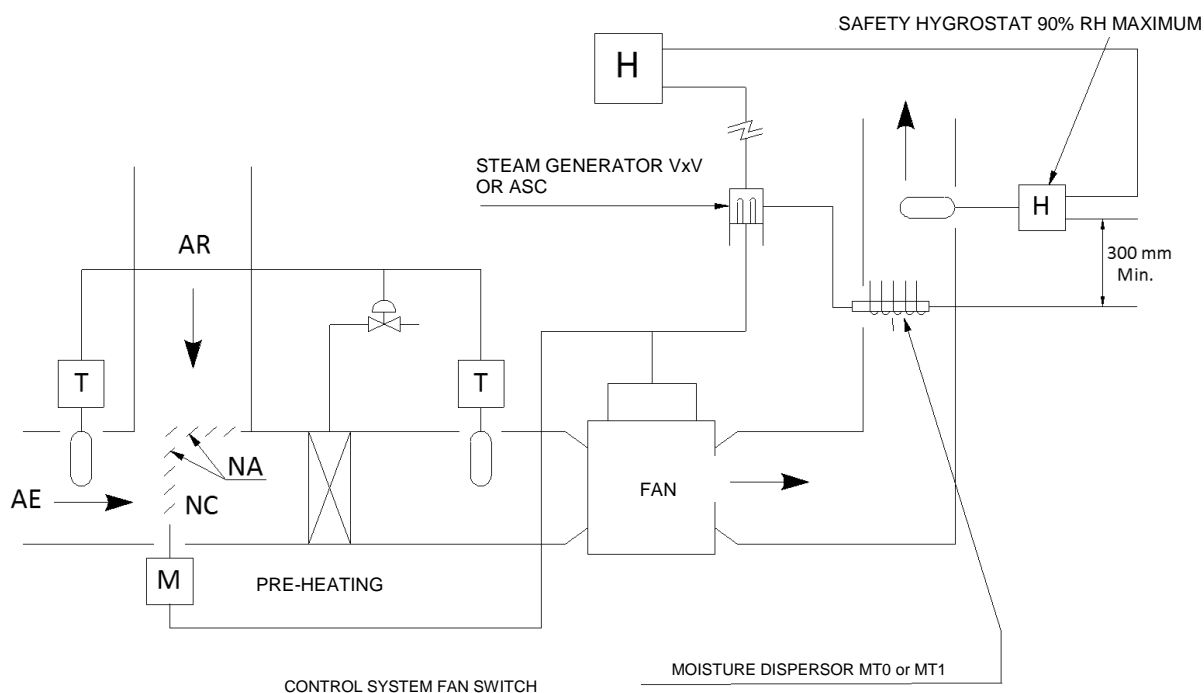 SAFETY HYGROSTAT 90% RH MAXIMUM
H
STEAM GENERATOR VxV
OR ASC
H
AR
300 mm
Min.
T
T
NA
AE
NC
FAN
M
PRE-HEATING
MOISTURE DISPERSOR MT0 or MT1
CONTROL SYSTEM FAN SWITCH